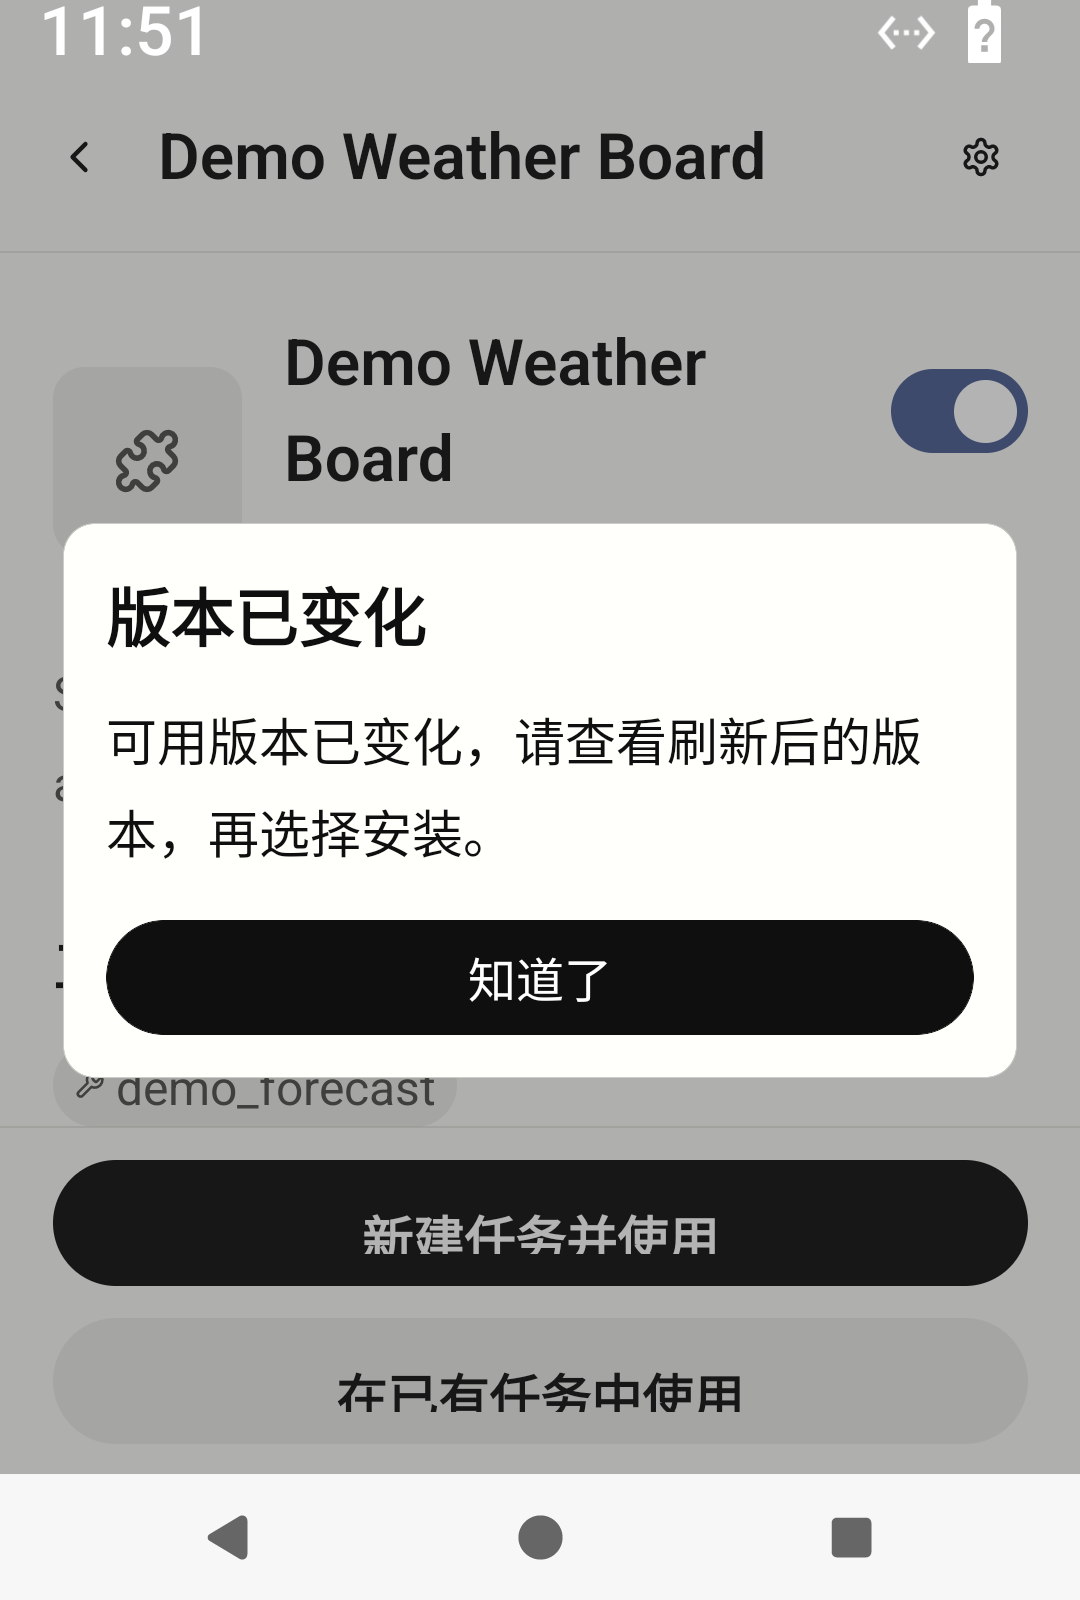 11:51
Demo Weather Board
Demo Weather
Board
版本已变化
可用版本已变化，请查看刷新后的版
本，再选择安装。
知道了
demo_forecast
新建任务并使用
在已有任务中使用